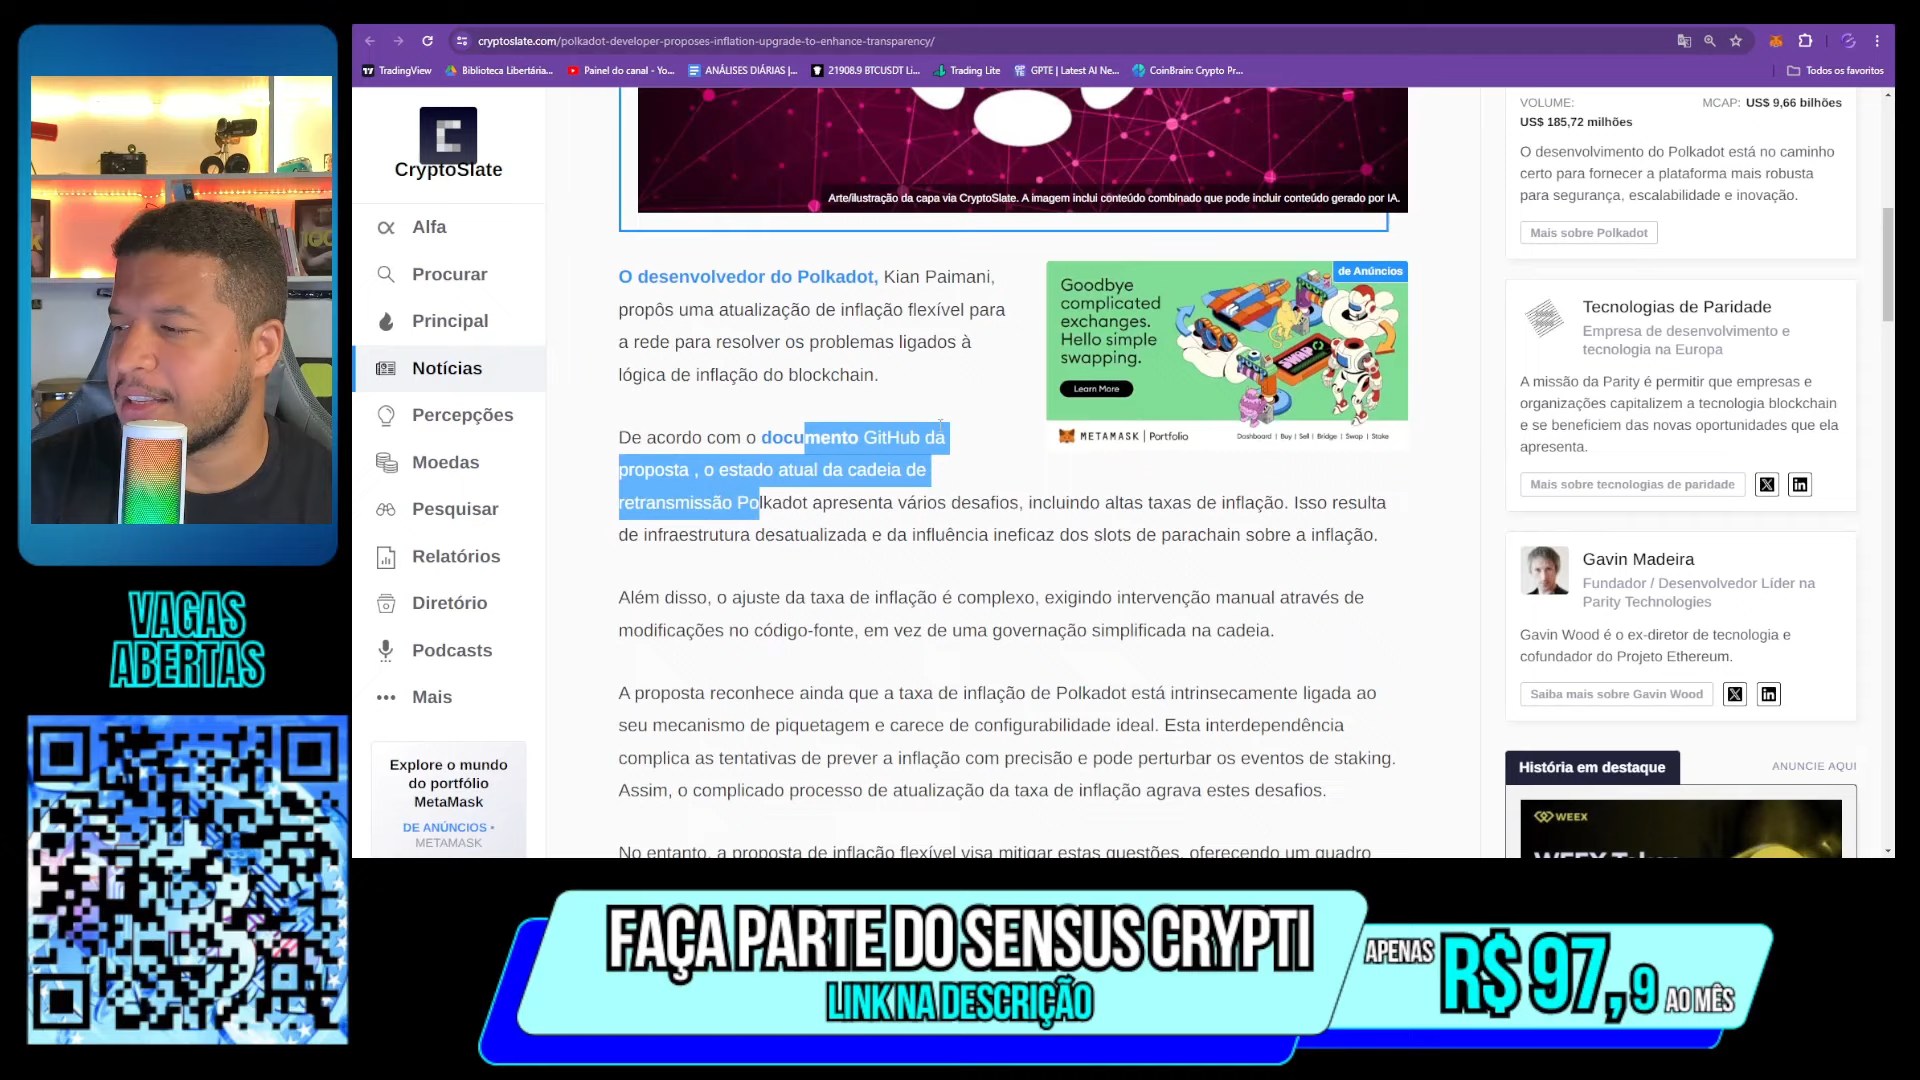 cryptoslate.com/polkadot-developer-proposes-inflation-upgrade-to-enhance-transparency/
TradingView
Biblioteca Libertária...
Painel do canal - Yo...
ANÁLISES DIÁRIAS |...
21908.9 BTCUSDT Li...
Trading Lite
GPTE | Latest AI Ne...
CoinBrain: Crypto Pr...
Todos os favoritos
CryptoSlate
Alfa
Procurar
Principal
Notícias
Percepções
Moedas
Pesquisar
Relatórios
Diretório
Podcasts
Mais
Explore o mundo
do portfólio
MetaMask
DE ANÚNCIOS •
METAMASK
Arte/ilustração da capa via CryptoSlate. A imagem inclui conteúdo combinado que pode incluir conteúdo gerado por IA.
O desenvolvedor do Polkadot, Kian Paimani,
propôs uma atualização de inflação flexível para
a rede para resolver os problemas ligados à
lógica de inflação do blockchain.
De acordo com o documento GitHub da
proposta , o estado atual da cadeia de
retransmissão Polkadot apresenta vários desafios, incluindo altas taxas de inflação. Isso resulta
de infraestrutura desatualizada e da influência ineficaz dos slots de parachain sobre a inflação.
Além disso, o ajuste da taxa de inflação é complexo, exigindo intervenção manual através de
modificações no código-fonte, em vez de uma governação simplificada na cadeia.
A proposta reconhece ainda que a taxa de inflação de Polkadot está intrinsecamente ligada ao
seu mecanismo de piquetagem e carece de configurabilidade ideal. Esta interdependência
complica as tentativas de prever a inflação com precisão e pode perturbar os eventos de staking.
Assim, o complicado processo de atualização da taxa de inflação agrava estes desafios.
No entanto, a proposta de inflação flexível visa mitigar estas questões, oferecendo um quadro
de Anúncios
Goodbye
complicated
exchanges.
Hello simple
swapping.
Learn More
SWAP
METAMASK | Portfolio
Dashboard | Buy | Sell | Bridge | Swap | Stake
VOLUME:
US$ 185,72 milhões
MCAP: US$ 9,66 bilhões
O desenvolvimento do Polkadot está no caminho
certo para fornecer a plataforma mais robusta
para segurança, escalabilidade e inovação.
Mais sobre Polkadot
Tecnologias de Paridade
Empresa de desenvolvimento e
tecnologia na Europa
A missão da Parity é permitir que empresas e
organizações capitalizem a tecnologia blockchain
e se beneficiem das novas oportunidades que ela
apresenta.
Mais sobre tecnologias de paridade
Gavin Madeira
Fundador / Desenvolvedor Líder na
Parity Technologies
Gavin Wood é o ex-diretor de tecnologia e
cofundador do Projeto Ethereum.
Saiba mais sobre Gavin Wood
História em destaque
ANUNCIE AQUI
WEEX
WEEX Token
VAGAS
ABERTAS
FAÇA PARTE DO SENSUS CRYPTI
LINK NA DESCRIÇÃO
APENAS
R$ 97,9 AO MÊS